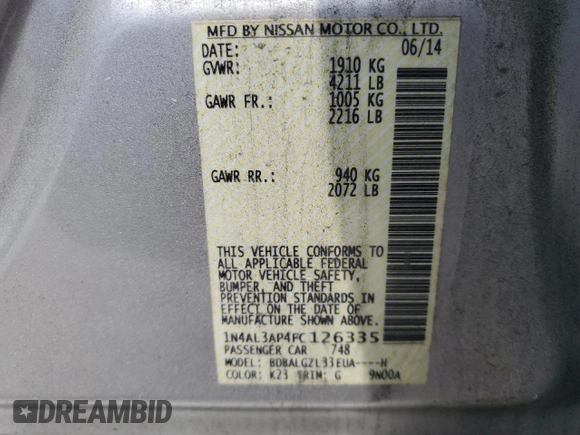 MFD BY NISSAN MOTOR CO., LTD.
DATE: 06/14
GVWR: 1910 KG
4211 LB
GAWR FR.: 1005 KG
2216 LB
GAWR RR.: 940 KG
2072 LB
THIS VEHICLE CONFORMS TO
ALL APPLICABLE FEDERAL
MOTOR VEHICLE SAFETY,
BUMPER, AND THEFT
PREVENTION STANDARDS IN
EFFECT ON THE DATE OF
MANUFACTURE SHOWN ABOVE.
1N4AL3AP4FC126335
PASSENGER CAR 748
MODEL: BDBALGZL33EUA----H
COLOR: K23 TRIM: G 9N00A
DREAMBID